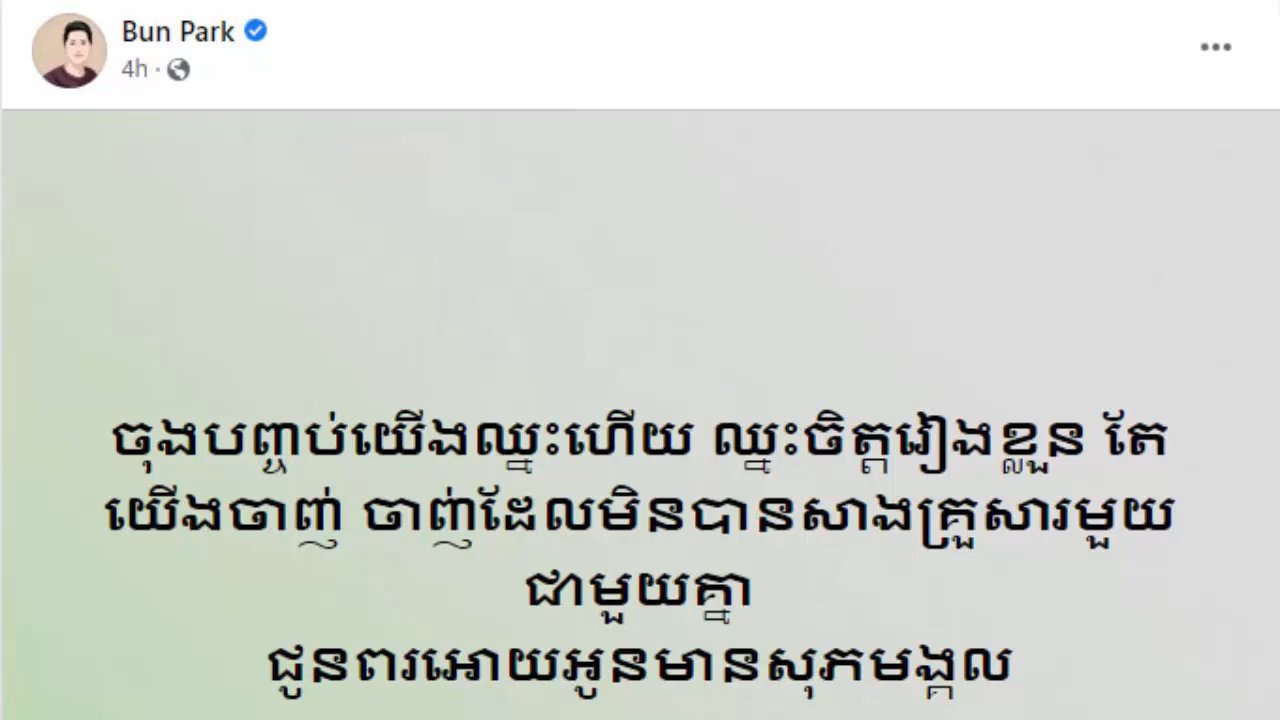 Bun Park
4h ·
ចុងបញ្ចប់យើងឈ្នះហើយ ឈ្នះចិត្តរៀងខ្លួន តែ
យើងចាញ់ ចាញ់ដែលមិនបានសាងគ្រួសារមួយ
ជាមួយគ្នា
ជូនពរអោយអូនមានសុភមង្គល